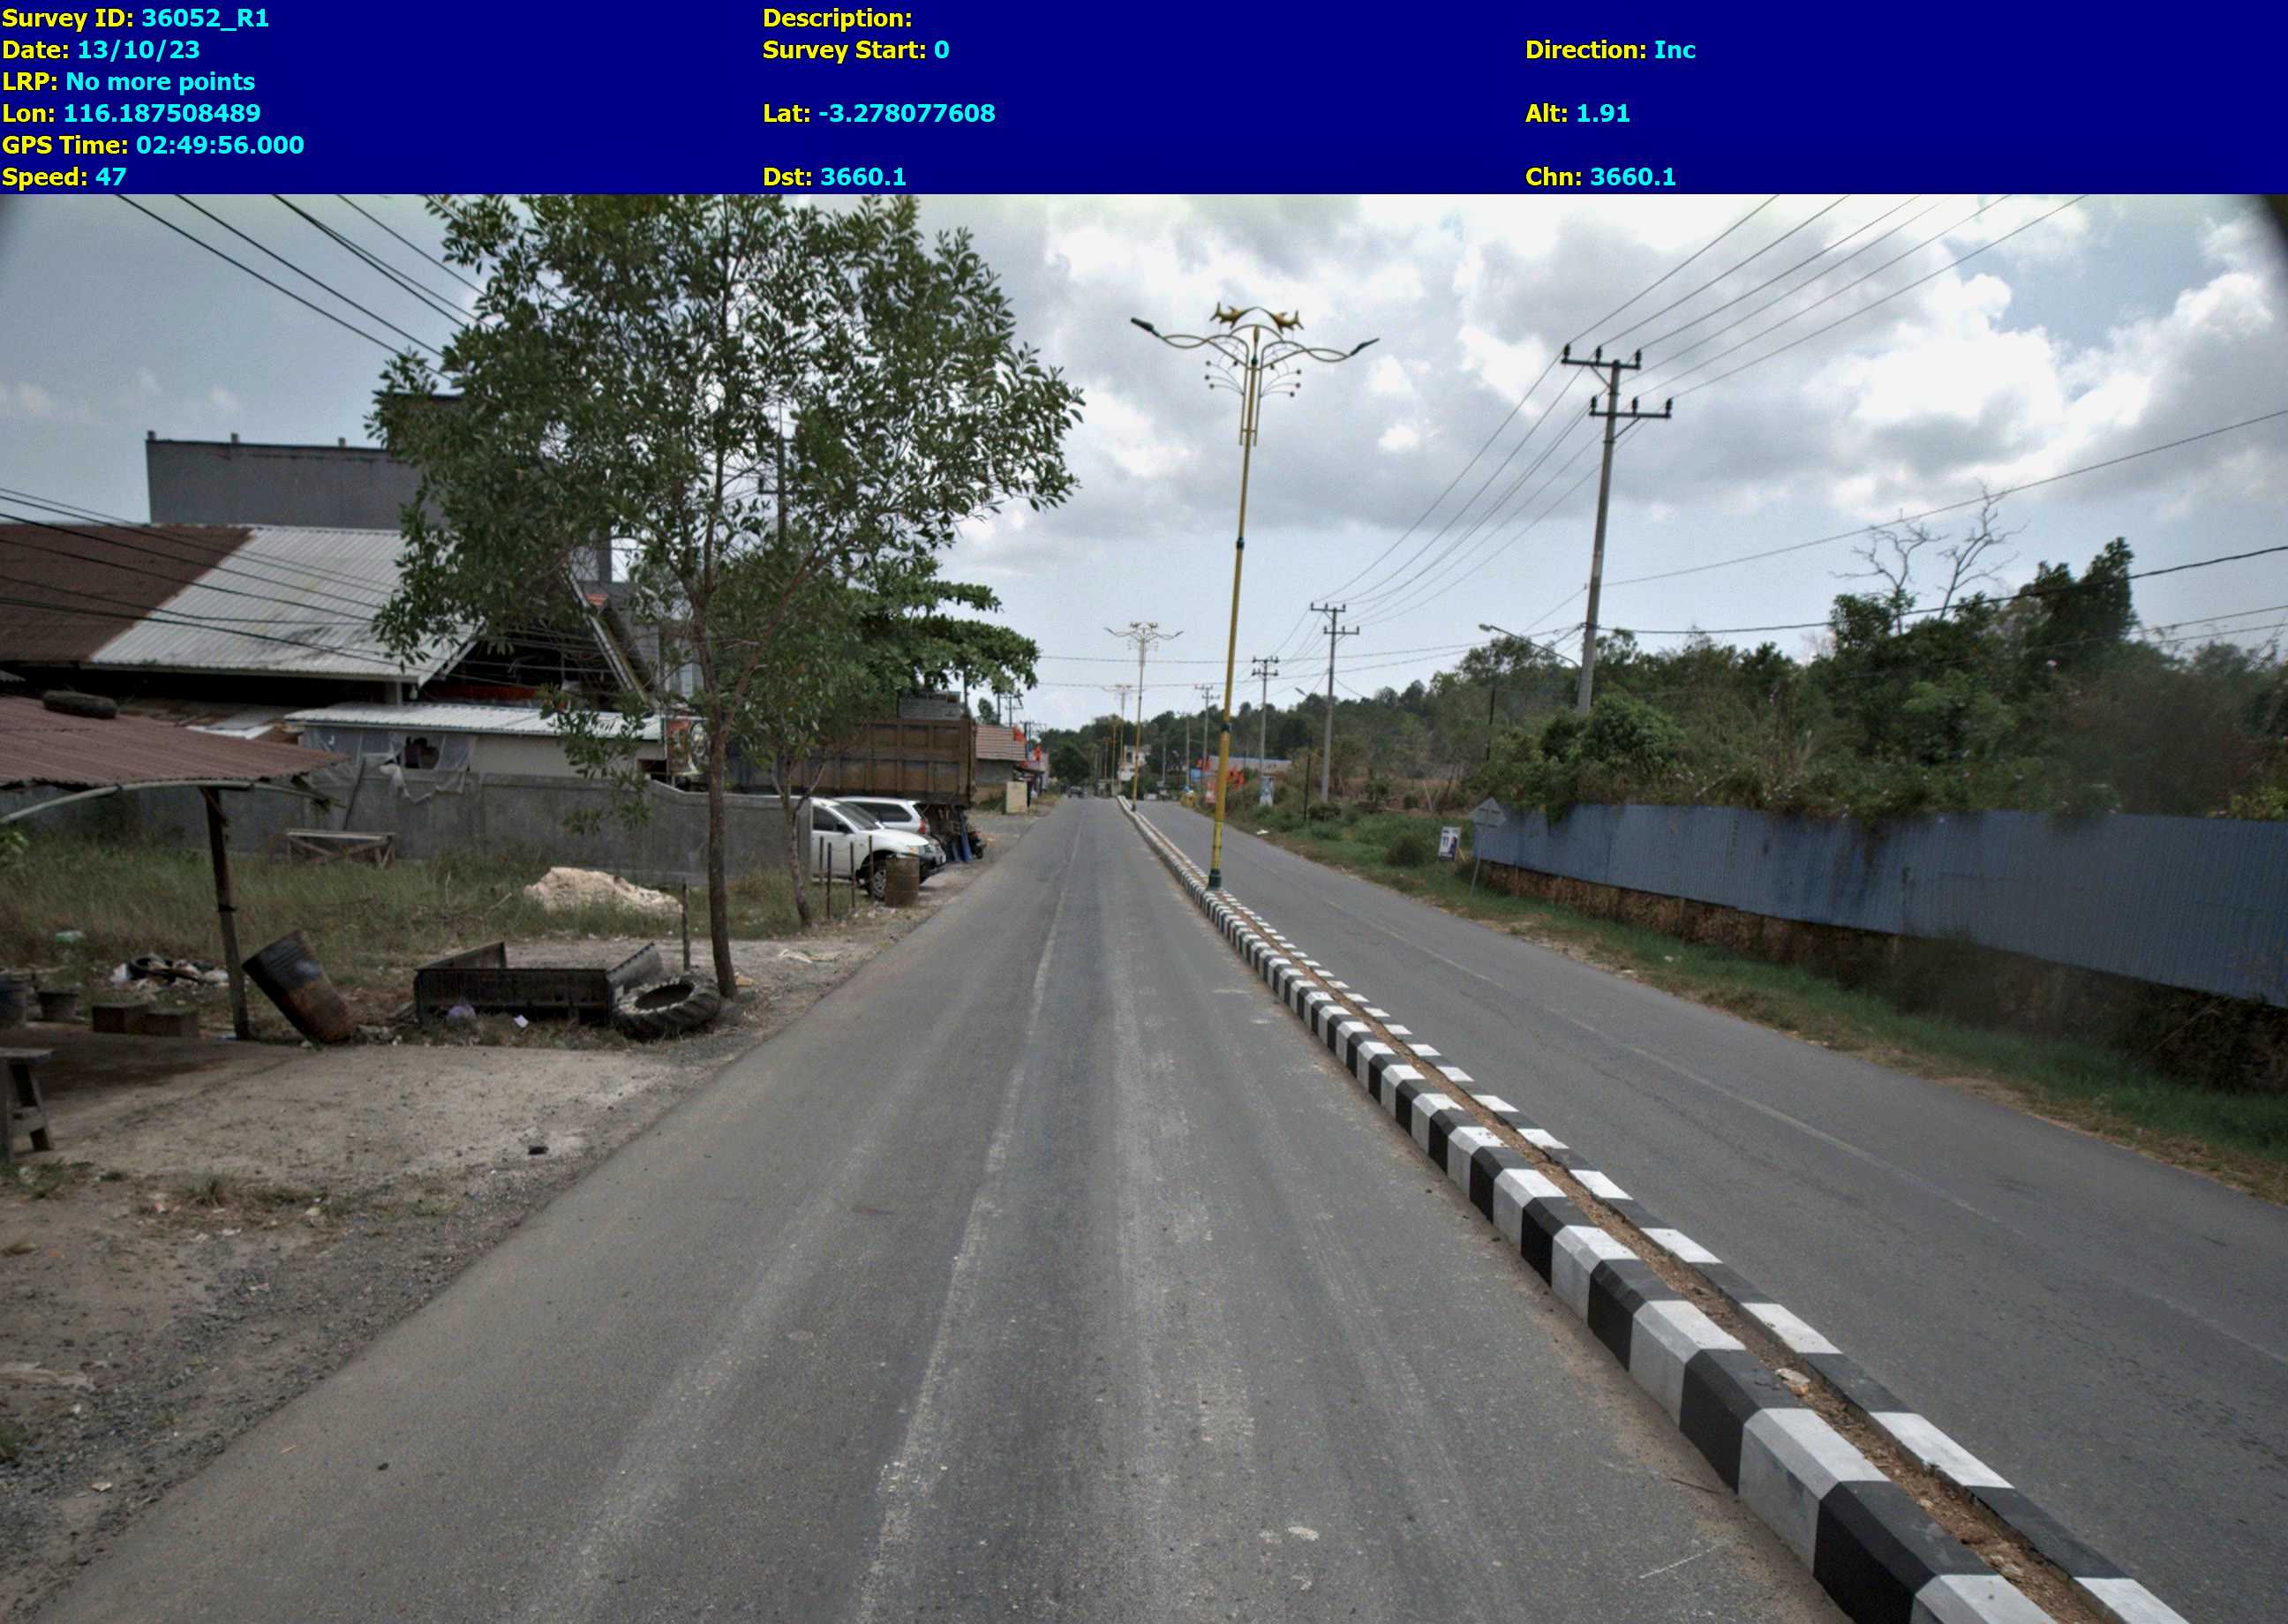 Survey ID: 36052_R1
Description:
Date: 13/10/23
Survey Start: 0
Direction: Inc
LRP: No more points
Lon: 116.187508489
Lat: -3.278077608
Alt: 1.91
GPS Time: 02:49:56.000
Speed: 47
Dst: 3660.1
Chn: 3660.1